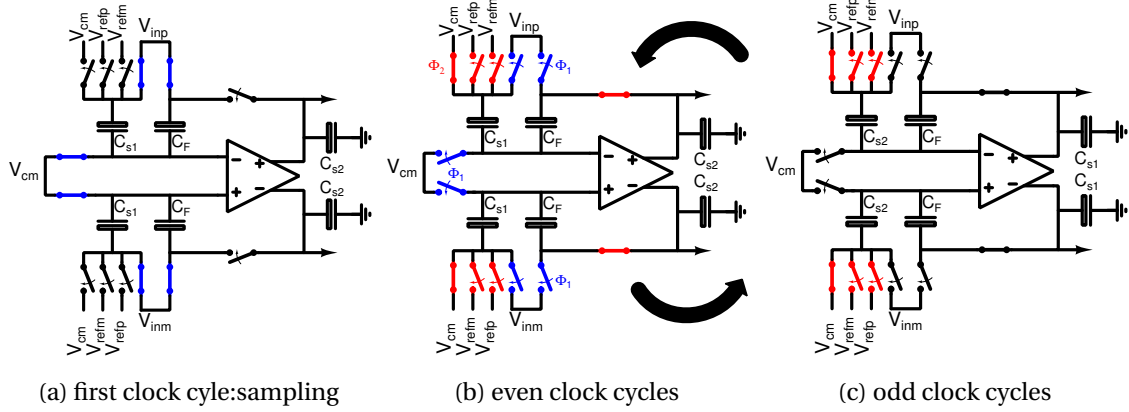 V_cm V_refp V_refm V_inp
C_s1 C_F
C_s2
V_cm
C_s2
C_s1 C_F
V_inm
V_cm V_refm V_refp
(a) first clock cyle:sampling
V_cm V_refp V_refm V_inp
Φ_2 Φ_1
C_s1 C_F
C_s2
V_cm Φ_1
C_s2
C_s1 C_F
Φ_1
V_inm
V_cm V_refm V_refp
(b) even clock cycles
V_cm V_refp V_refm V_inp
C_s2 C_F
C_s1
V_cm
C_s1
C_s2 C_F
V_inm
V_cm V_refm V_refp
(c) odd clock cycles